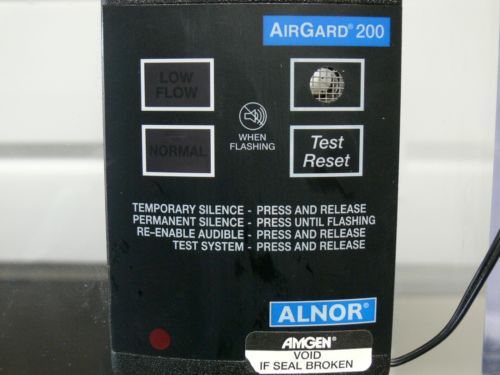 AIRGARD® 200
LOW
FLOW
WHEN
FLASHING
NORMAL
Test
Reset
TEMPORARY SILENCE - PRESS AND RELEASE
PERMANENT SILENCE - PRESS UNTIL FLASHING
RE-ENABLE AUDIBLE - PRESS AND RELEASE
TEST SYSTEM - PRESS AND RELEASE
ALNOR®
AMGEN®
VOID
IF SEAL BROKEN